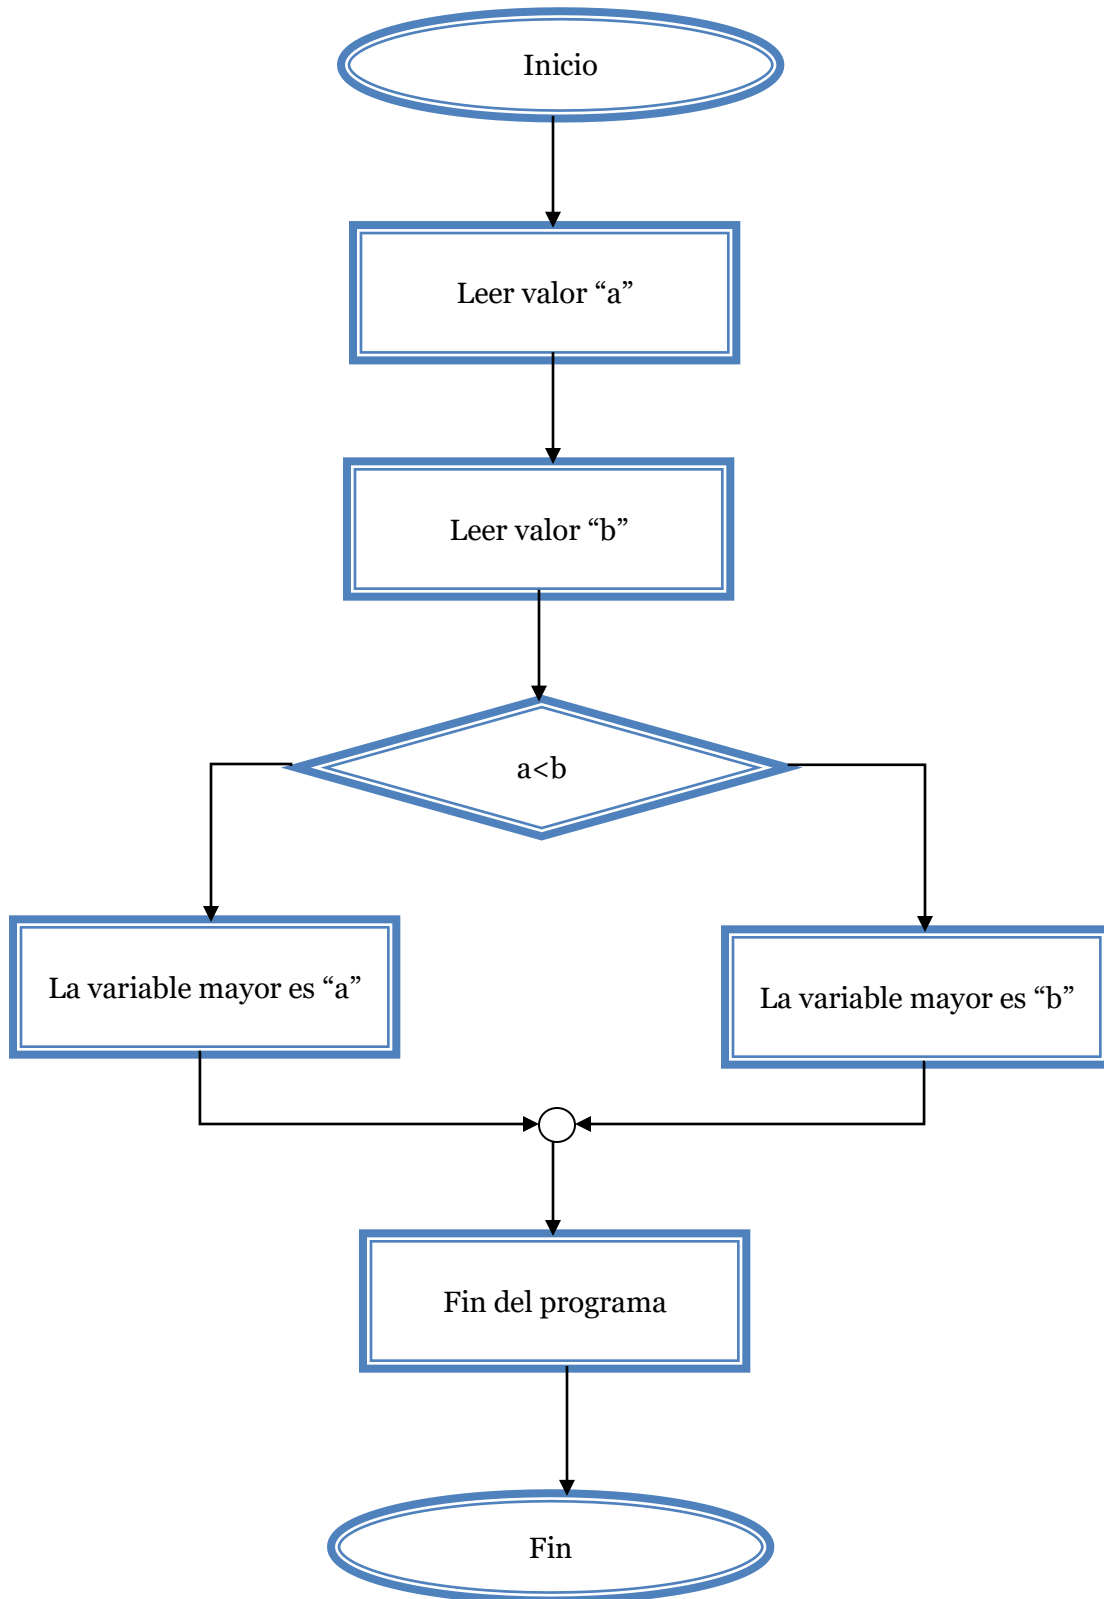 Inicio
Leer valor “a”
Leer valor “b”
a<b
La variable mayor es “a”
La variable mayor es “b”
Fin del programa
Fin